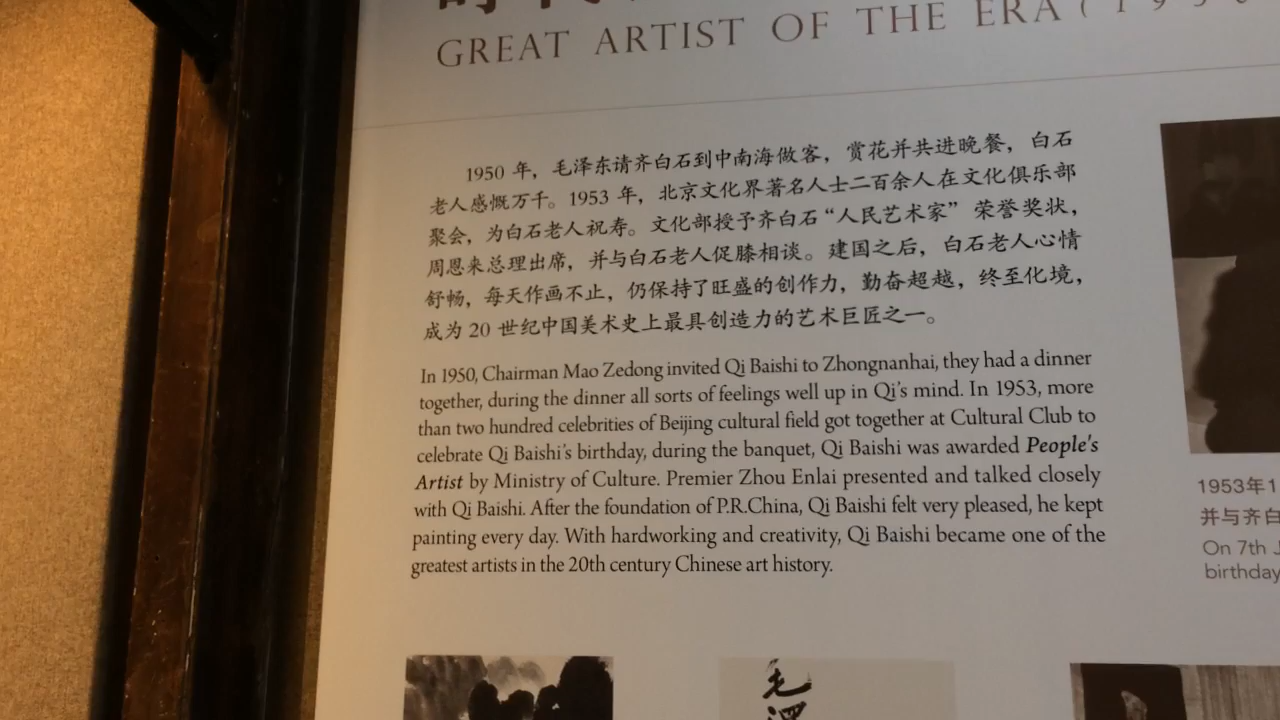 时代
GREAT ARTIST OF THE ERA (195
1950 年，毛泽东请齐白石到中南海做客，赏花并共进晚餐，白石
老人感慨万千。1953 年，北京文化界著名人士二百余人在文化俱乐部
聚会，为白石老人祝寿。文化部授予齐白石“人民艺术家” 荣誉奖状，
周恩来总理出席，并与白石老人促膝相谈。建国之后，白石老人心情
舒畅，每天作画不止，仍保持了旺盛的创作力，勤奋超越，终至化境，
成为 20 世纪中国美术史上最具创造力的艺术巨匠之一。
In 1950, Chairman Mao Zedong invited Qi Baishi to Zhongnanhai, they had a dinner
together, during the dinner all sorts of feelings well up in Qi's mind. In 1953, more
than two hundred celebrities of Beijing cultural field got together at Cultural Club to
celebrate Qi Baishi's birthday, during the banquet, Qi Baishi was awarded People's
Artist by Ministry of Culture. Premier Zhou Enlai presented and talked closely
with Qi Baishi. After the foundation of P.R.China, Qi Baishi felt very pleased, he kept
painting every day. With hardworking and creativity, Qi Baishi became one of the
greatest artists in the 20th century Chinese art history.
1953年1
并与齐白
On 7th J
birthday
毛
澤